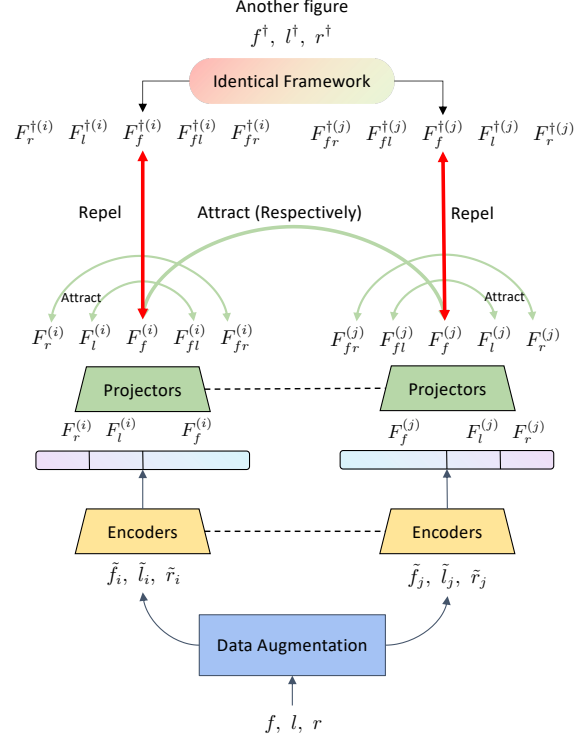 Another figure
f†, l†, r†
Identical Framework
F_r^{†(i)} F_l^{†(i)} F_f^{†(i)} F_{fl}^{†(i)} F_{fr}^{†(i)} F_{fr}^{†(j)} F_{fl}^{†(j)} F_f^{†(j)} F_l^{†(j)} F_r^{†(j)}
Repel Attract (Respectively) Repel
Attract Attract
F_r^{(i)} F_l^{(i)} F_f^{(i)} F_{fl}^{(i)} F_{fr}^{(i)} F_{fr}^{(j)} F_{fl}^{(j)} F_f^{(j)} F_l^{(j)} F_r^{(j)}
Projectors Projectors
F_r^{(i)} F_l^{(i)} F_f^{(i)} F_f^{(j)} F_l^{(j)} F_r^{(j)}
Encoders Encoders
f̃_i, l̃_i, r̃_i f̃_j, l̃_j, r̃_j
Data Augmentation
f, l, r